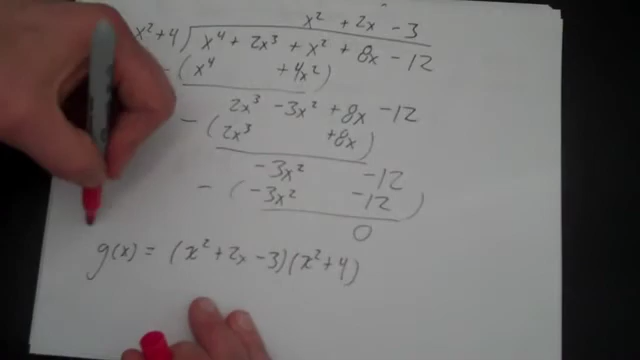 x² + 2x - 3
x²+4 ) x⁴ + 2x³ + x² + 8x - 12
- (x⁴ + 4x²)
2x³ - 3x² + 8x - 12
- (2x³ + 8x)
-3x² - 12
- (-3x² - 12)
0
g(x) = (x² + 2x - 3)(x² + 4)